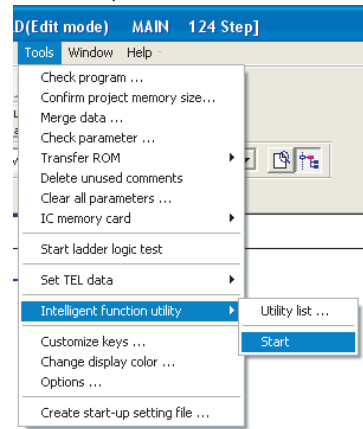 D(Edit mode) MAIN 124 Step]
Tools Window Help
Check program ...
Confirm project memory size...
Merge data ...
Check parameter ...
Transfer ROM
Delete unused comments
Clear all parameters ...
IC memory card
Start ladder logic test
Set TEL data
Intelligent function utility
Utility list ...
Start
Customize keys ...
Change display color ...
Options ...
Create start-up setting file ...